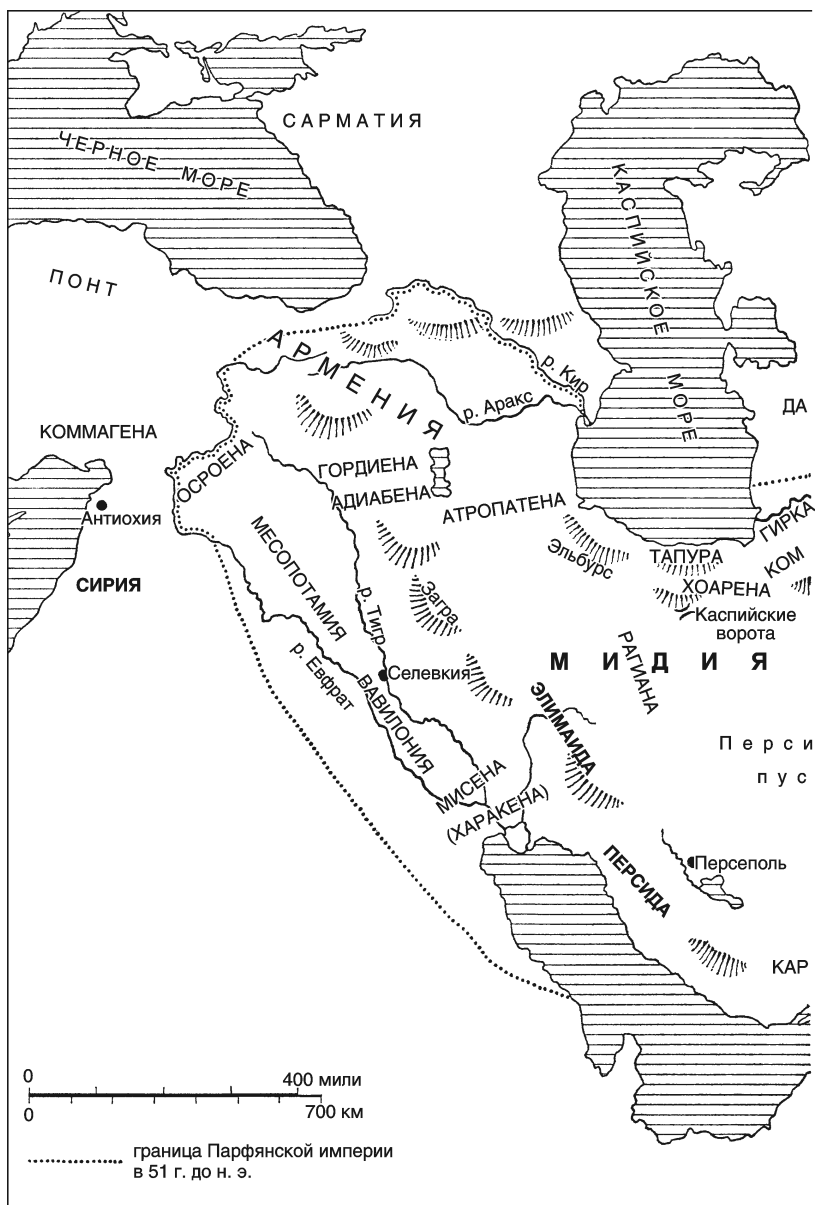 САРМАТИЯ
ЧЕРНОЕ МОРЕ
КАСПИЙСКОЕ МОРЕ
ПОНТ
АРМЕНИЯ
р. Кир
р. Аракс
ДА
КОММАГЕНА
ОСРОЕНА
ГОРДИЕНА
АДИАБЕНА
АТРОПАТЕНА
Антиохия
ГИРКА
Эльбурс
ТАПУРА
КОМ
ХОАРЕНА
МЕСОПОТАМИЯ
СИРИЯ
р. Тигр
Загра
Каспийские
ворота
МИДИЯ
РАГИАНА
р. Евфрат
Селевкия
ВАВИЛОНИЯ
ЭЛИМАИДА
Перси
пус
МИСЕНА
(ХАРАКЕНА)
ПЕРСИДА
Персеполь
КАР
0 400 мили
0 700 км
граница Парфянской империи
в 51 г. до н. э.